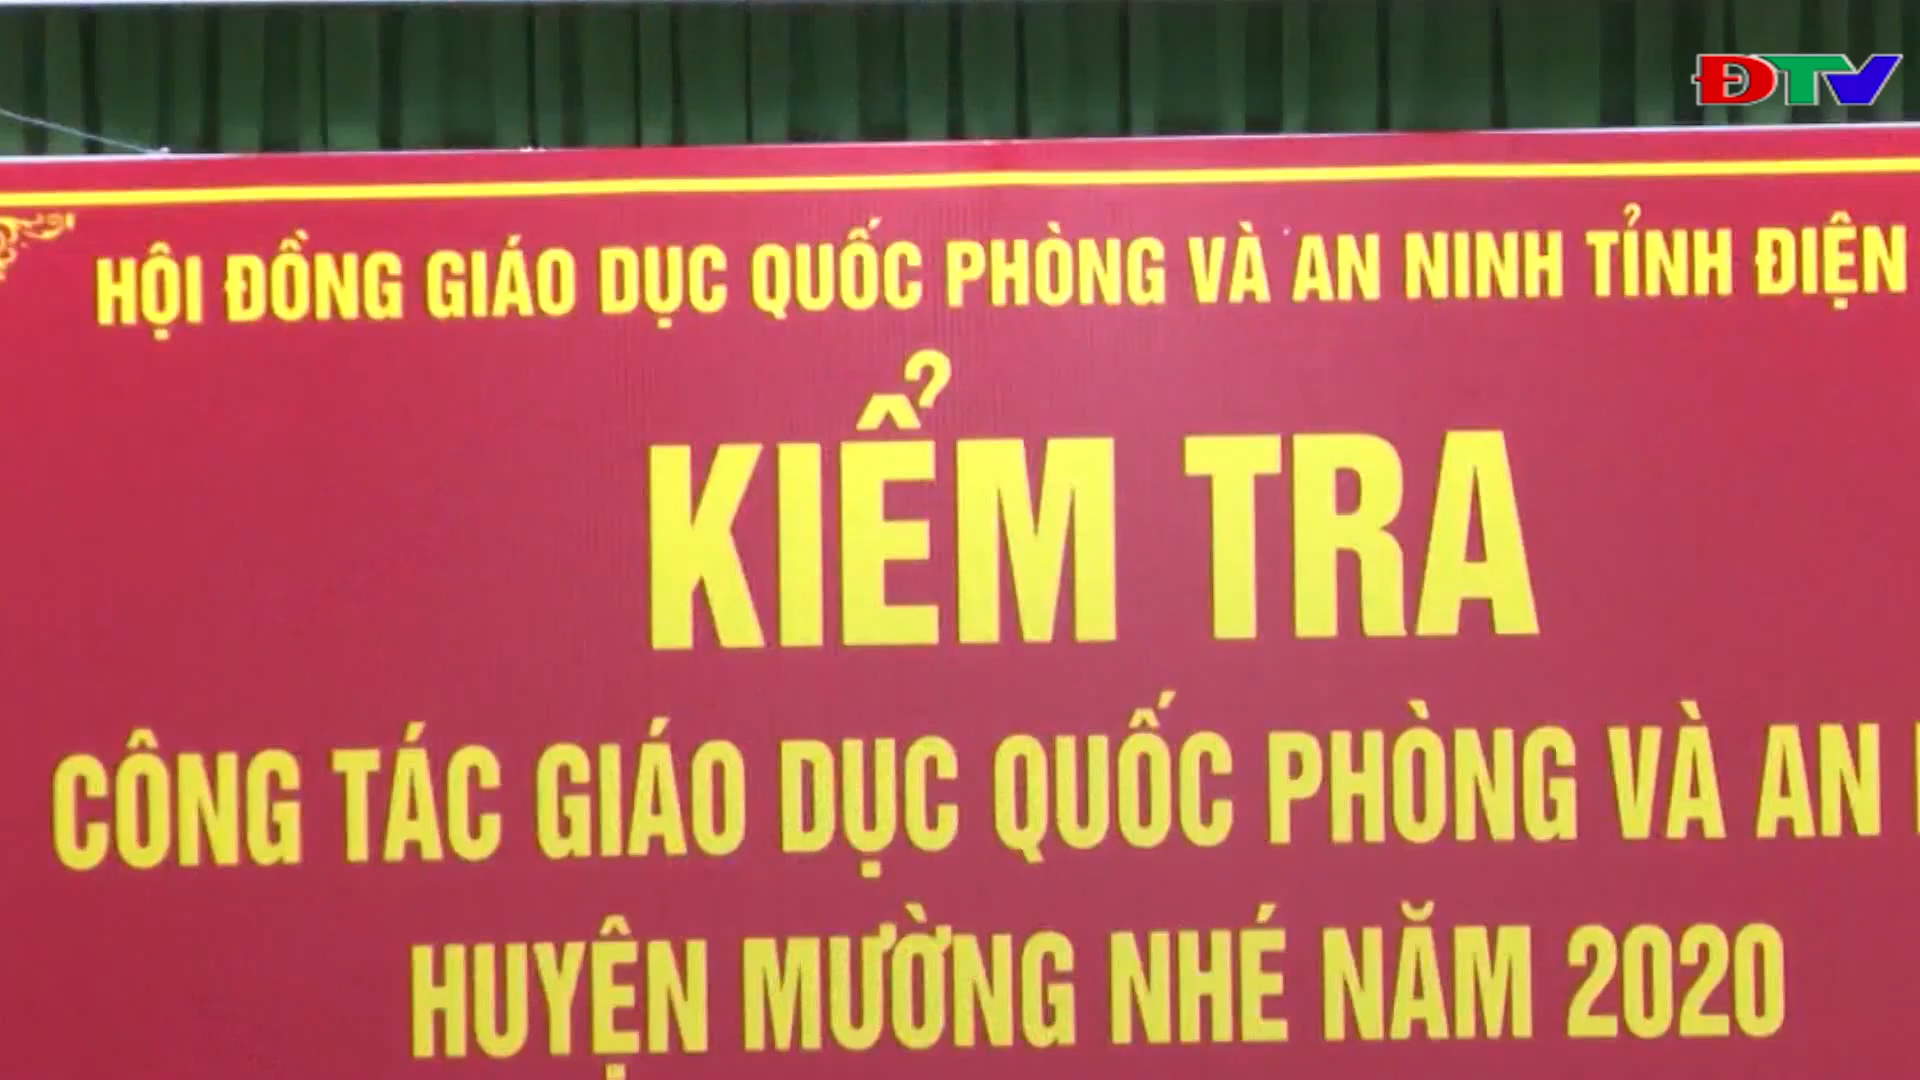 ĐTV
HỘI ĐỒNG GIÁO DỤC QUỐC PHÒNG VÀ AN NINH TỈNH ĐIỆN
KIỂM TRA
CÔNG TÁC GIÁO DỤC QUỐC PHÒNG VÀ AN
HUYỆN MƯỜNG NHÉ NĂM 2020